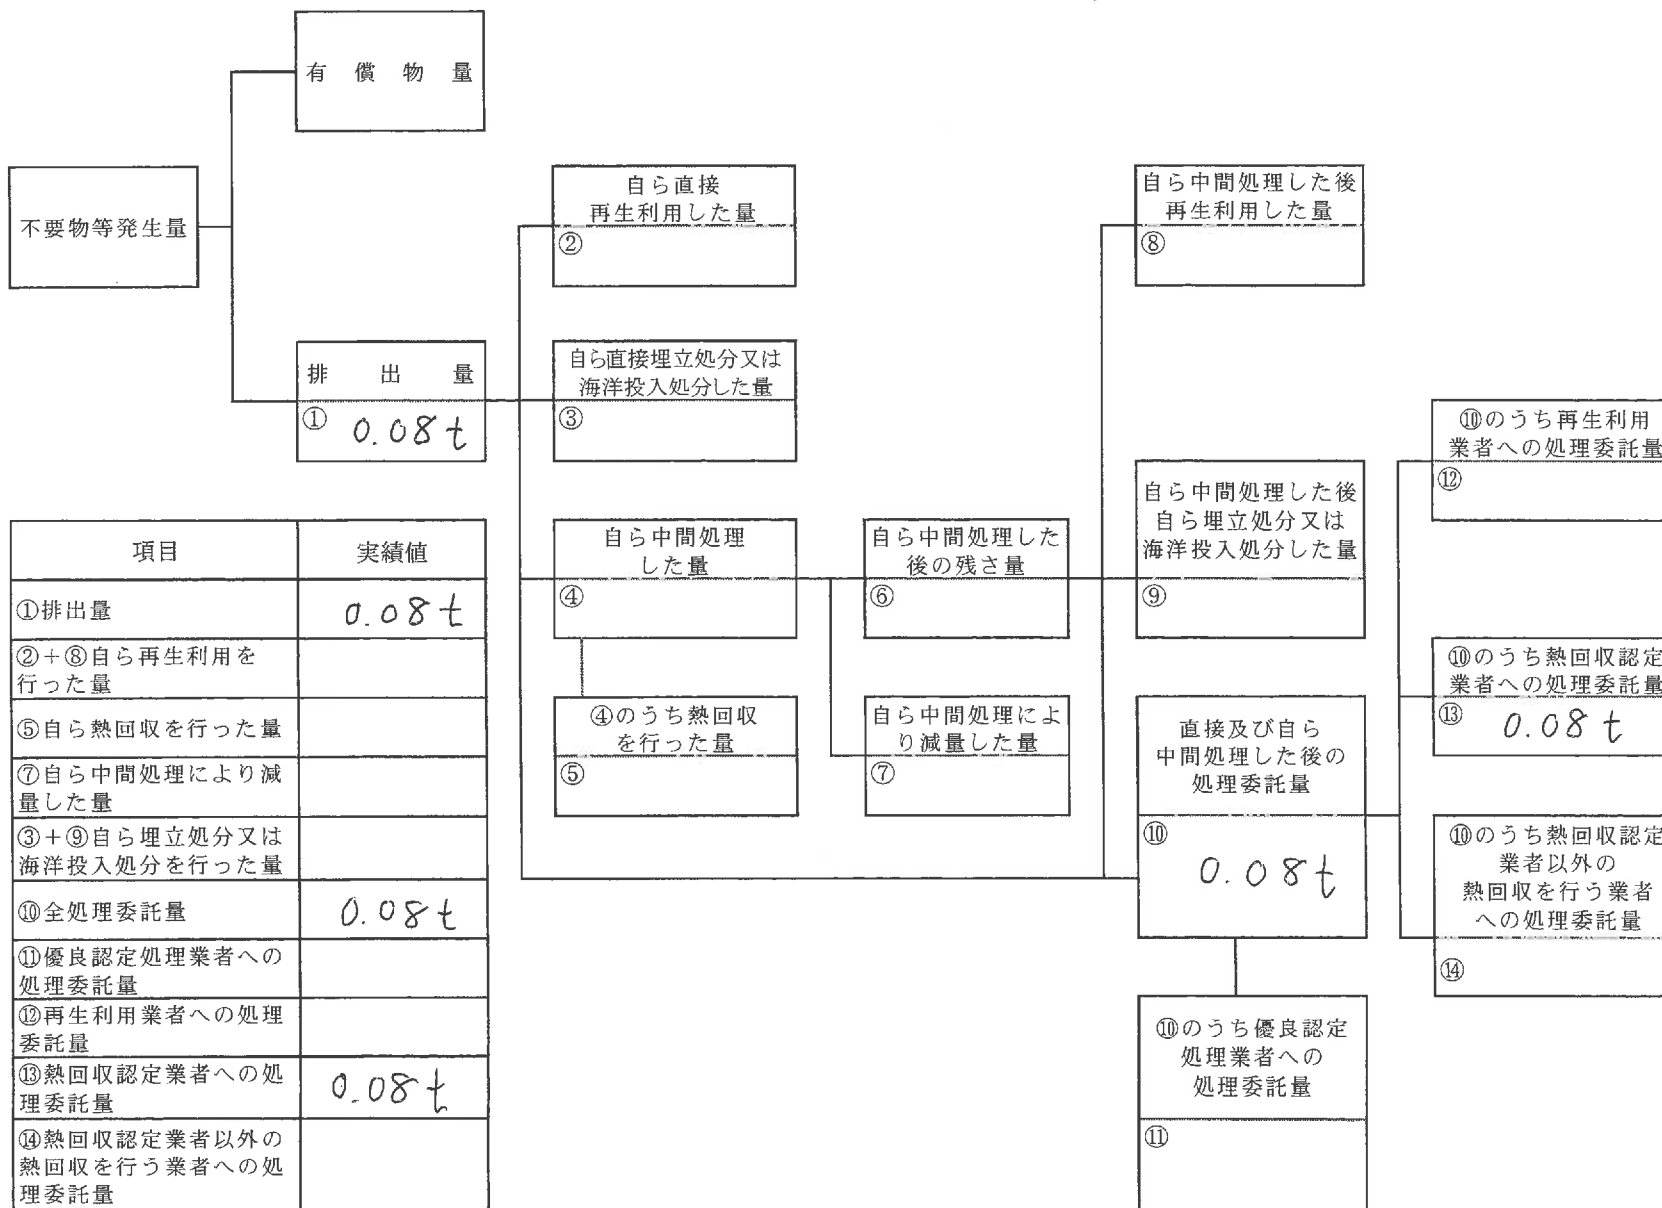 有償物量
不要物等発生量
排出量
① 0.08t
自ら直接
再生利用した量
②
自ら直接埋立処分又は
海洋投入処分した量
③
自ら中間処理
した量
④
④のうち熱回収
を行った量
⑤
自ら中間処理した
後の残さ量
⑥
自ら中間処理によ
り減量した量
⑦
自ら中間処理した後
再生利用した量
⑧
自ら中間処理した後
自ら埋立処分又は
海洋投入処分した量
⑨
直接及び自ら
中間処理した後の
処理委託量
⑩
0.08t
⑩のうち優良認定
処理業者への
処理委託量
⑪
⑩のうち再生利用
業者への処理委託量
⑫
⑩のうち熱回収認定
業者への処理委託量
⑬ 0.08t
⑩のうち熱回収認定
業者以外の
熱回収を行う業者
への処理委託量
⑭
項目 実績値
①排出量 0.08t
②+⑧自ら再生利用を
行った量
⑤自ら熱回収を行った量
⑦自ら中間処理により減
量した量
③+⑨自ら埋立処分又は
海洋投入処分を行った量
⑩全処理委託量 0.08t
⑪優良認定処理業者への
処理委託量
⑫再生利用業者への処理
委託量
⑬熱回収認定業者への処
理委託量 0.08t
⑭熱回収認定業者以外の
熱回収を行う業者への処
理委託量